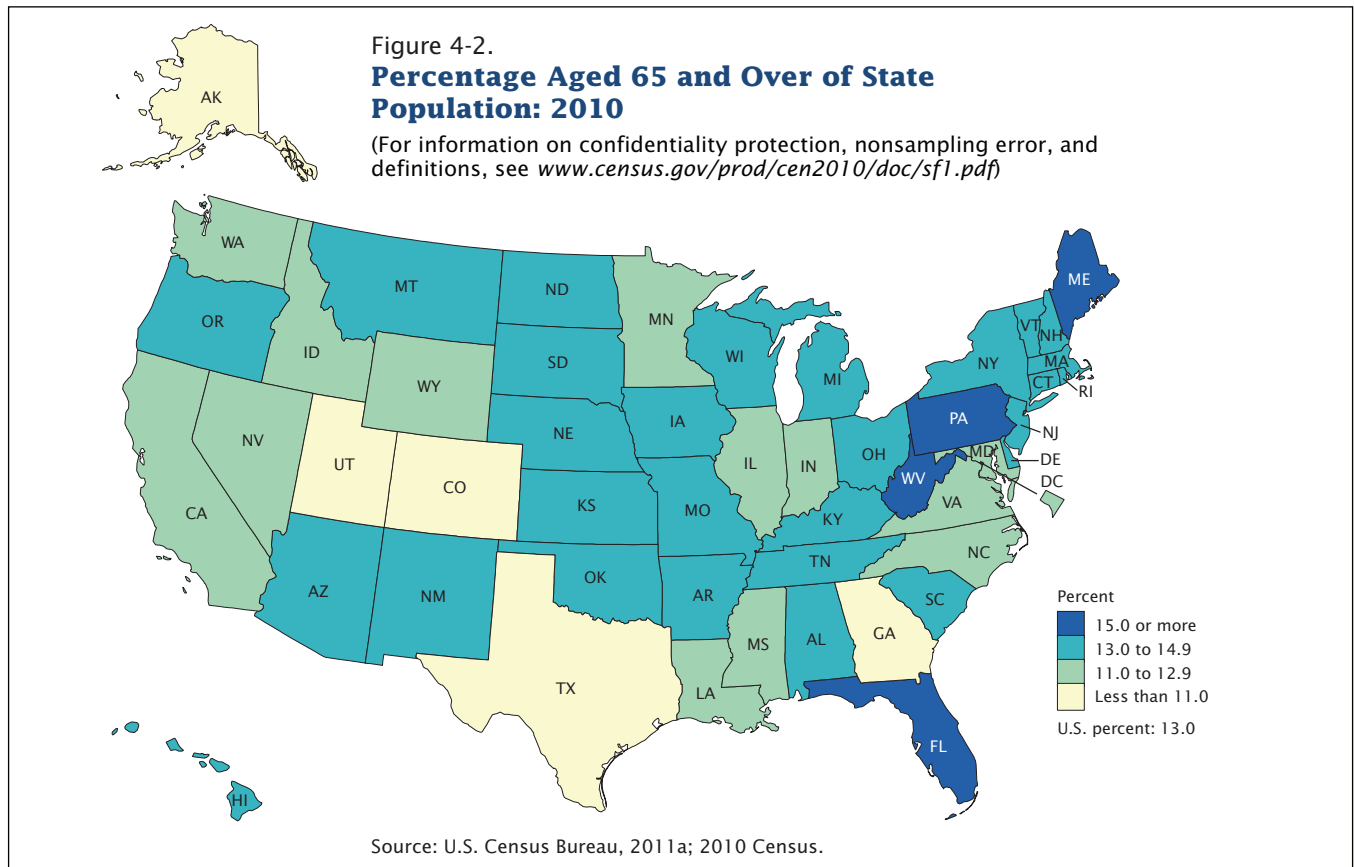 Figure 4-2.
Percentage Aged 65 and Over of State
Population: 2010
(For information on confidentiality protection, nonsampling error, and
definitions, see www.census.gov/prod/cen2010/doc/sf1.pdf)
AK
WA
MT
ND
MN
ME
OR
ID
SD
WI
VT
NH
NY
MA
WY
MI
CT
RI
NE
IA
PA
NJ
NV
UT
CO
IL
IN
OH
MD
DE
WV
DC
CA
KS
MO
KY
VA
AZ
NM
OK
AR
TN
NC
SC
TX
LA
MS
AL
GA
FL
HI
Percent
15.0 or more
13.0 to 14.9
11.0 to 12.9
Less than 11.0
U.S. percent: 13.0
Source: U.S. Census Bureau, 2011a; 2010 Census.